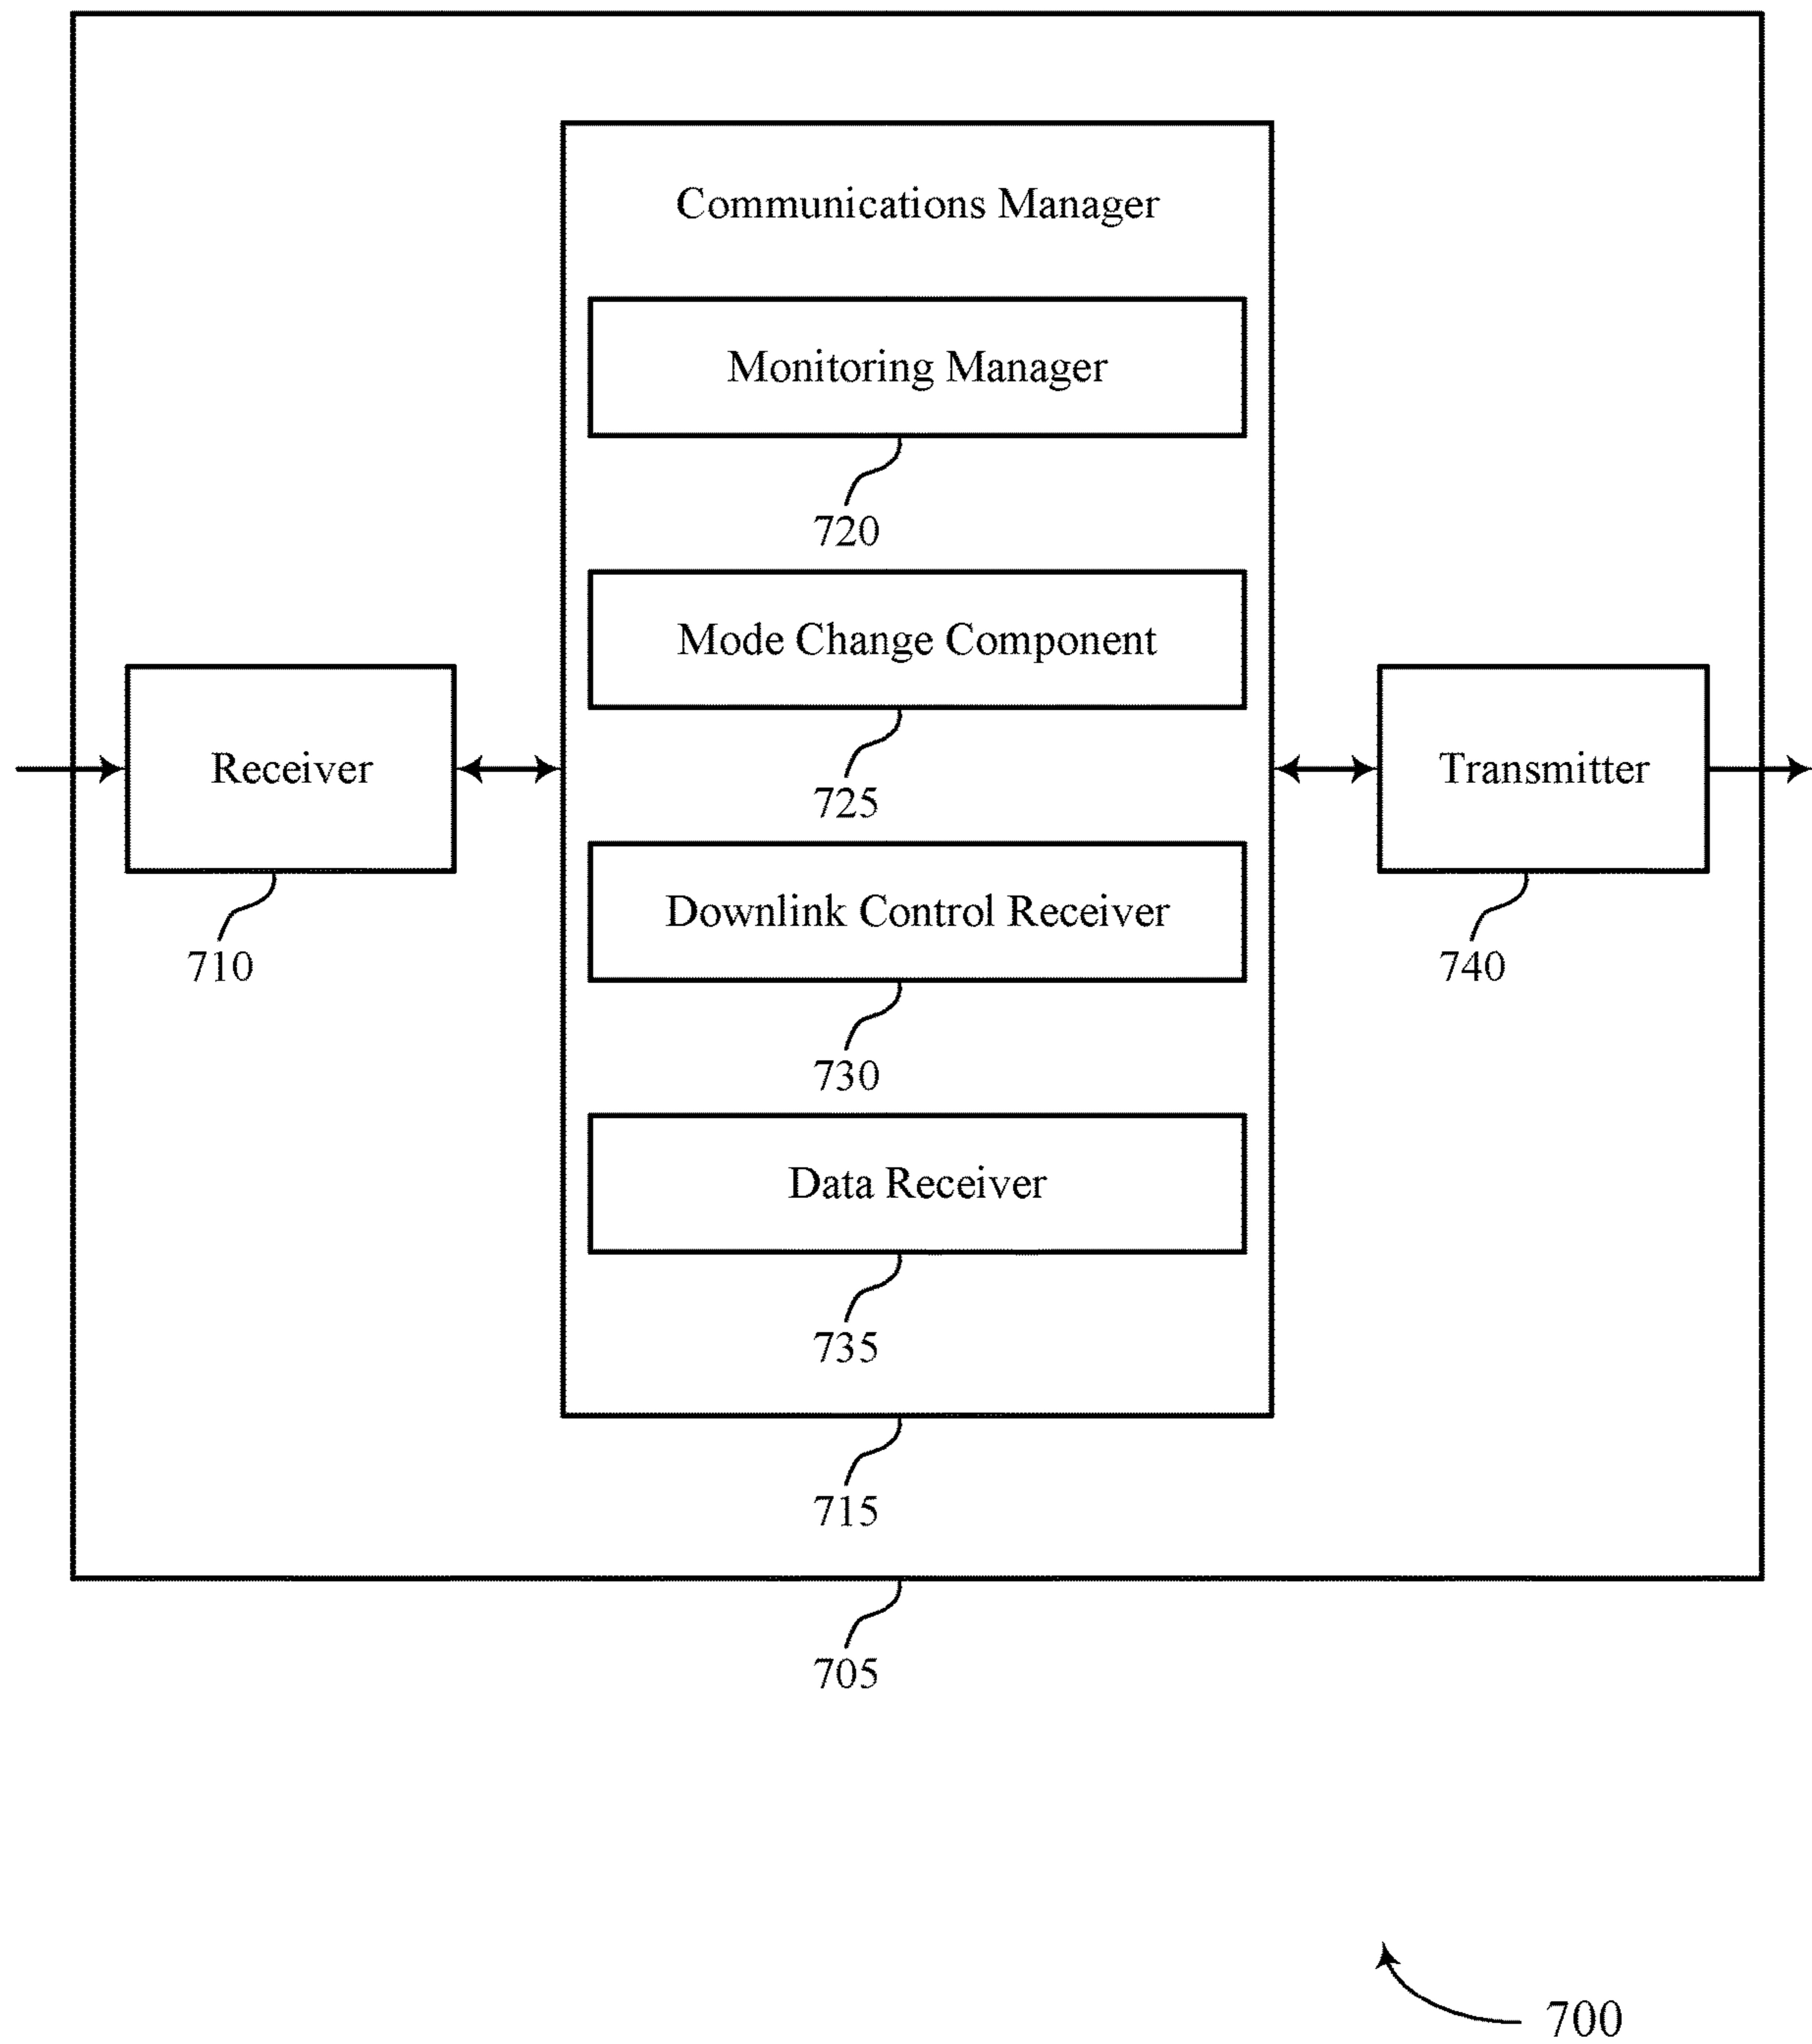 Communications Manager
Monitoring Manager
720
Mode Change Component
725
Receiver
710
Transmitter
740
Downlink Control Receiver
730
Data Receiver
735
715
705
700